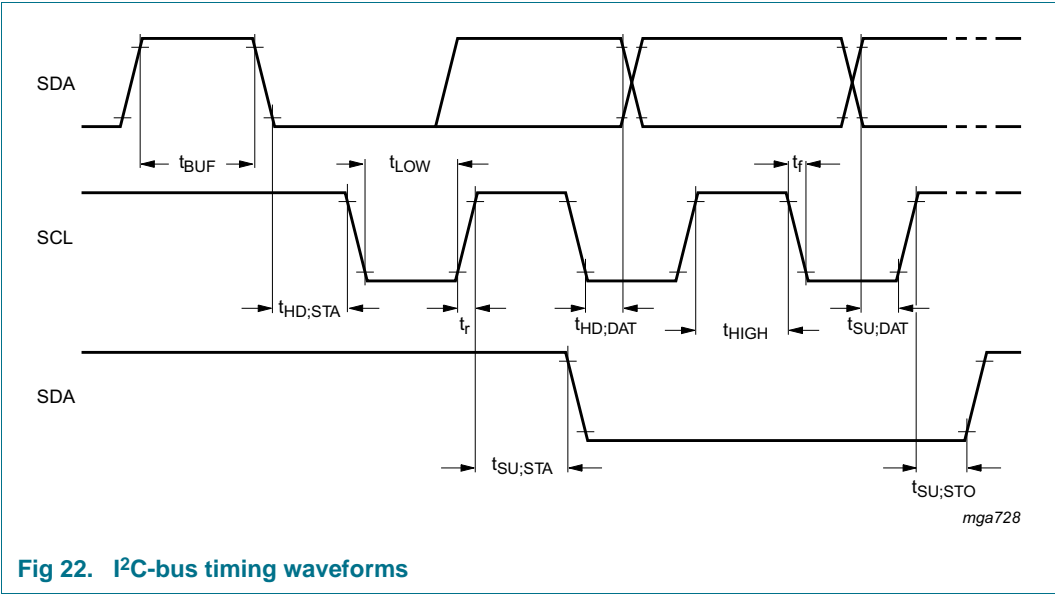 SDA
tBUF tLOW tf
SCL
tHD;STA tr tHD;DAT tHIGH tSU;DAT
SDA
tSU;STA tSU;STO
mga728
Fig 22. I²C-bus timing waveforms